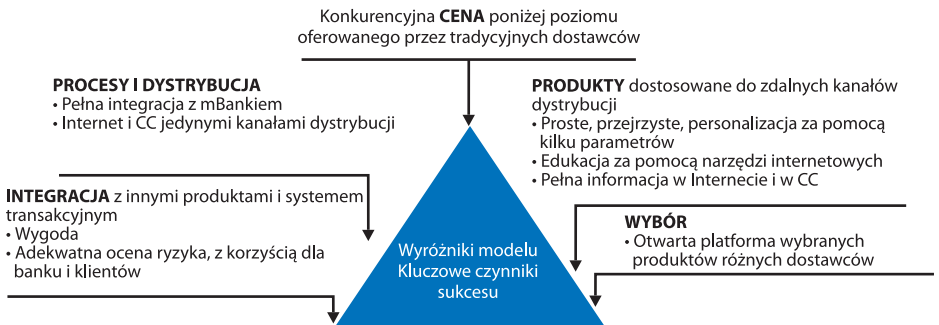 Konkurencyjna CENA poniżej poziomu
oferowanego przez tradycyjnych dostawców
PROCESY I DYSTRYBUCJA
• Pełna integracja z mBankiem
• Internet i CC jedynymi kanałami dystrybucji
PRODUKTY dostosowane do zdalnych kanałów
dystrybucji
• Proste, przejrzyste, personalizacja za pomocą
kilku parametrów
• Edukacja za pomocą narzędzi internetowych
• Pełna informacja w Internecie i w CC
INTEGRACJA z innymi produktami i systemem
transakcyjnym
• Wygoda
• Adekwatna ocena ryzyka, z korzyścią dla
banku i klientów
WYBÓR
• Otwarta platforma wybranych
produktów różnych dostawców
Wyróżniki modelu
Kluczowe czynniki
sukcesu